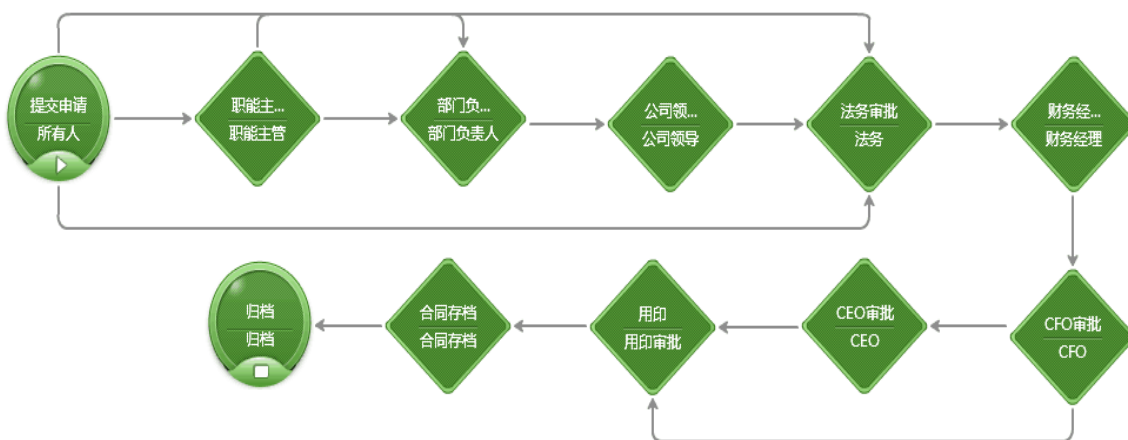 提交申请
所有人
职能主...
职能主管
部门负...
部门负责人
公司领...
公司领导
法务审批
法务
财务经...
财务经理
归档
归档
合同存档
合同存档
用印
用印审批
CEO审批
CEO
CFO审批
CFO